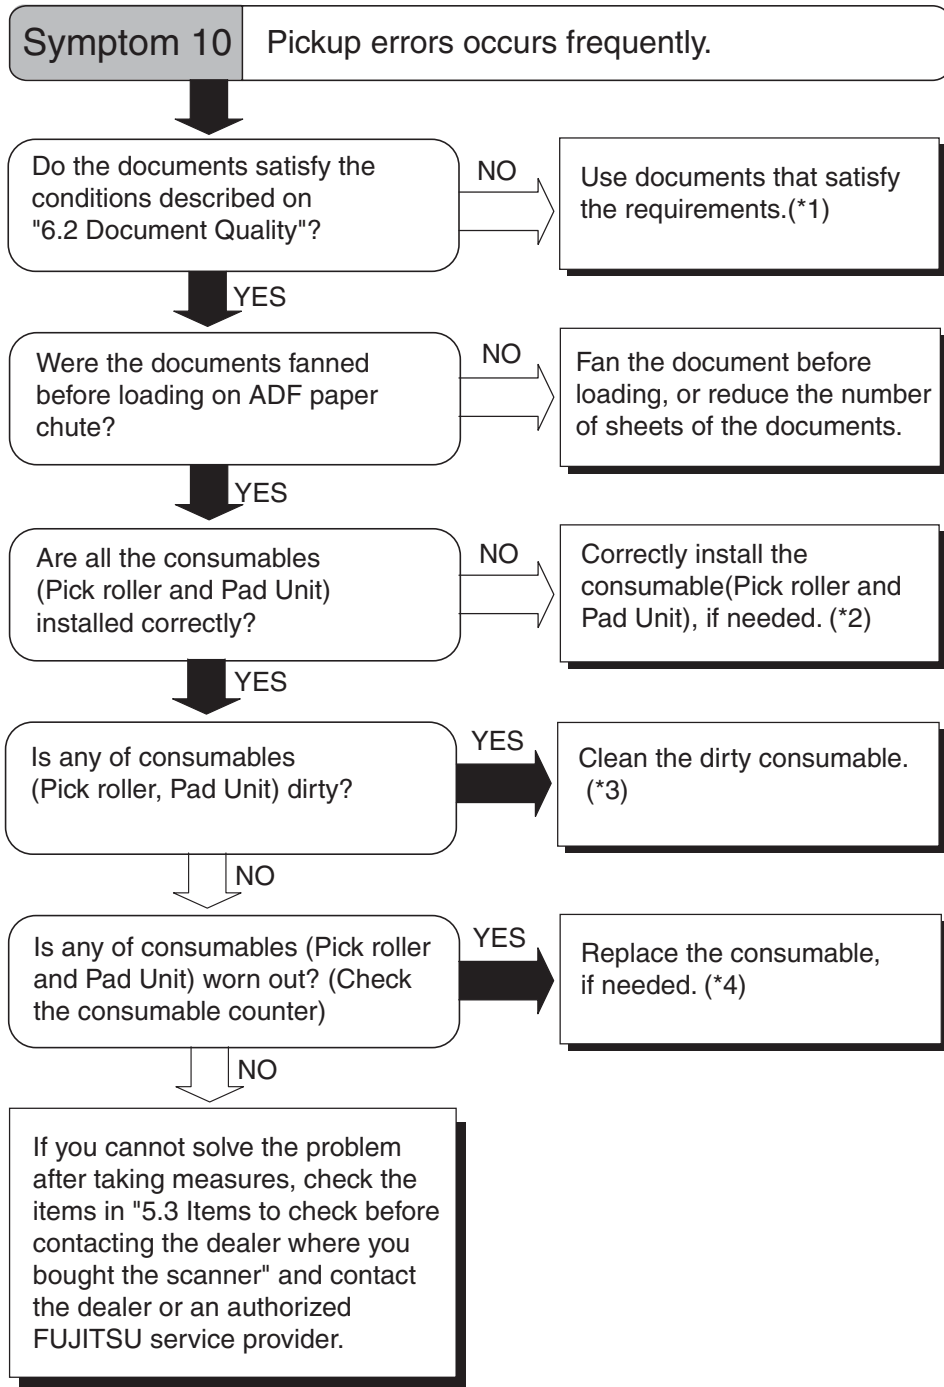 Symptom 10
Pickup errors occurs frequently.
Do the documents satisfy the
conditions described on
"6.2 Document Quality"?
NO
Use documents that satisfy
the requirements.(*1)
YES
Were the documents fanned
before loading on ADF paper
chute?
NO
Fan the document before
loading, or reduce the number
of sheets of the documents.
YES
Are all the consumables
(Pick roller and Pad Unit)
installed correctly?
NO
Correctly install the
consumable(Pick roller and
Pad Unit), if needed. (*2)
YES
Is any of consumables
(Pick roller, Pad Unit) dirty?
YES
Clean the dirty consumable.
(*3)
NO
Is any of consumables (Pick roller
and Pad Unit) worn out? (Check
the consumable counter)
YES
Replace the consumable,
if needed. (*4)
NO
If you cannot solve the problem
after taking measures, check the
items in "5.3 Items to check before
contacting the dealer where you
bought the scanner" and contact
the dealer or an authorized
FUJITSU service provider.